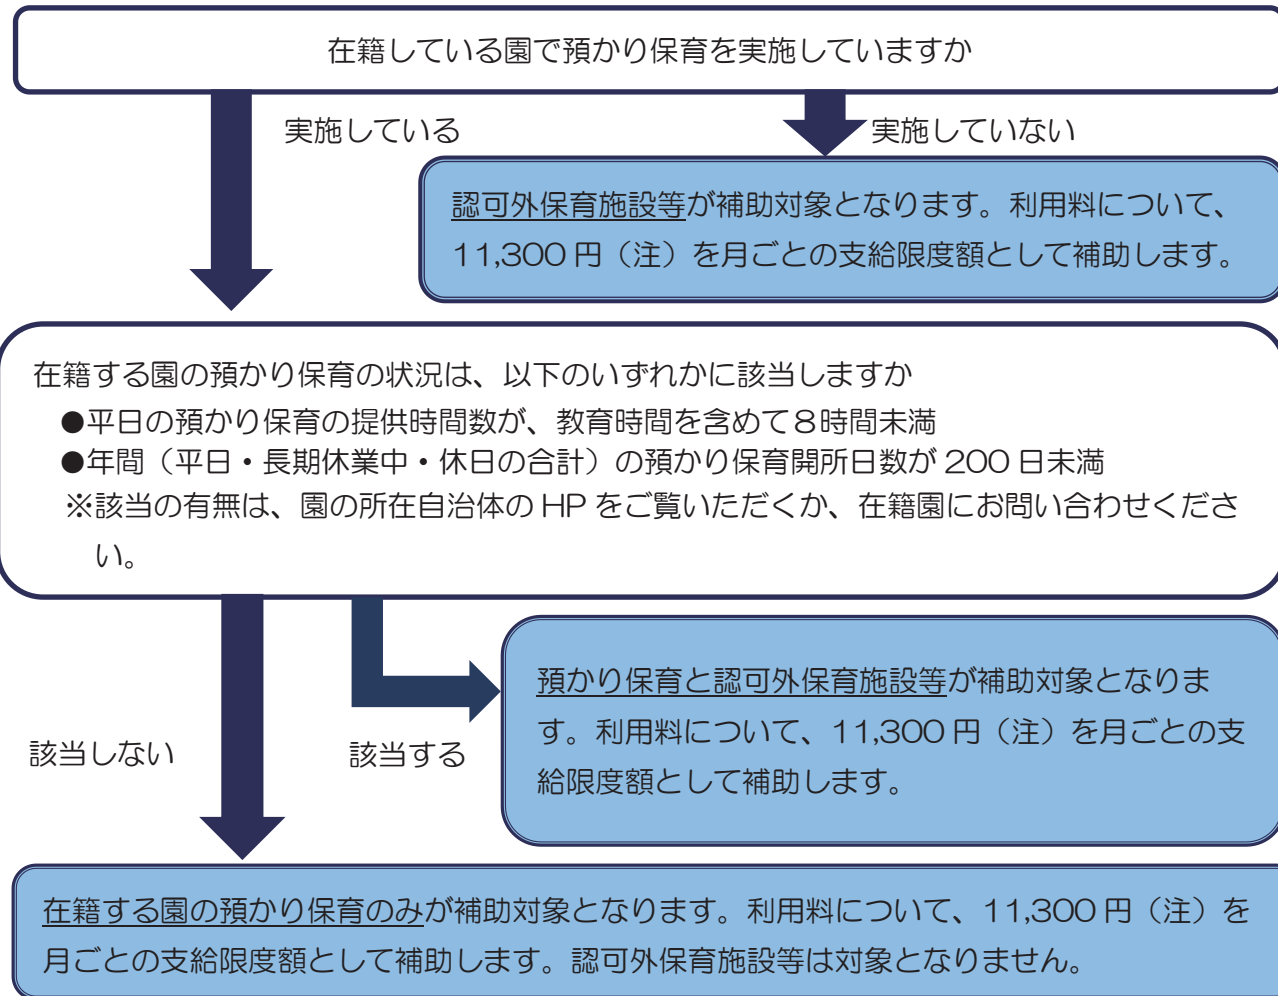 在籍している園で預かり保育を実施していますか
実施している
実施していない
認可外保育施設等が補助対象となります。利用料について、
11,300 円（注）を月ごとの支給限度額として補助します。
在籍する園の預かり保育の状況は、以下のいずれかに該当しますか
●平日の預かり保育の提供時間数が、教育時間を含めて８時間未満
●年間（平日・長期休業中・休日の合計）の預かり保育開所日数が 200 日未満
※該当の有無は、園の所在自治体の HP をご覧いただくか、在籍園にお問い合わせくださ
い。
該当しない
該当する
預かり保育と認可外保育施設等が補助対象となりま
す。利用料について、11,300 円（注）を月ごとの支
給限度額として補助します。
在籍する園の預かり保育のみが補助対象となります。利用料について、11,300 円（注）を
月ごとの支給限度額として補助します。認可外保育施設等は対象となりません。